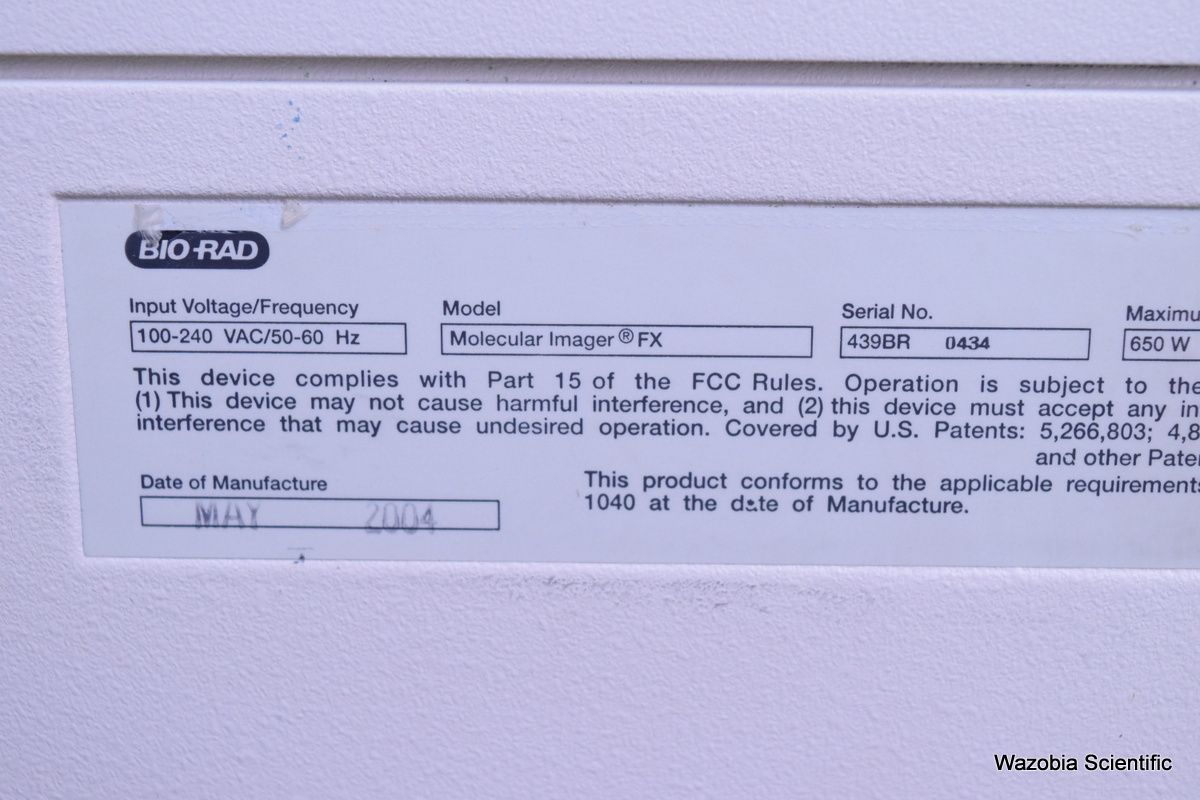 BIO-RAD
Input Voltage/Frequency Model Serial No. Maximu
100-240 VAC/50-60 Hz Molecular Imager® FX 439BR 0434 650 W
This device complies with Part 15 of the FCC Rules. Operation is subject to the
(1) This device may not cause harmful interference, and (2) this device must accept any in
interference that may cause undesired operation. Covered by U.S. Patents: 5,266,803; 4,8
and other Pate
Date of Manufacture
MAY 2004
This product conforms to the applicable requirements
1040 at the date of Manufacture.
Wazobia Scientific